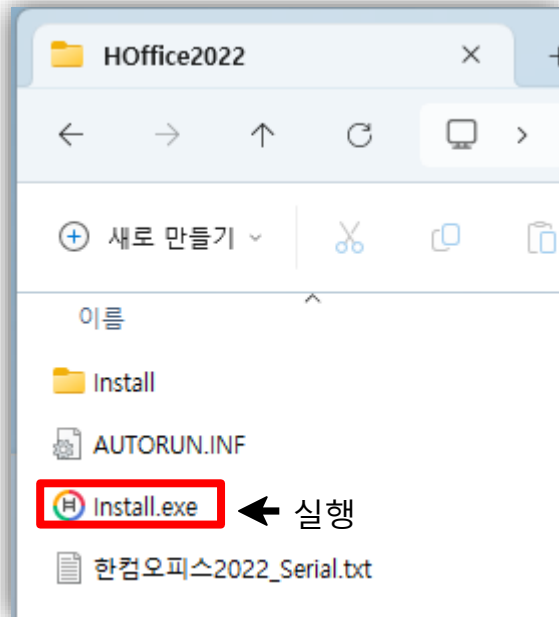 HOffice2022
새로 만들기
이름
Install
AUTORUN.INF
Install.exe 실행
한컴오피스2022_Serial.txt